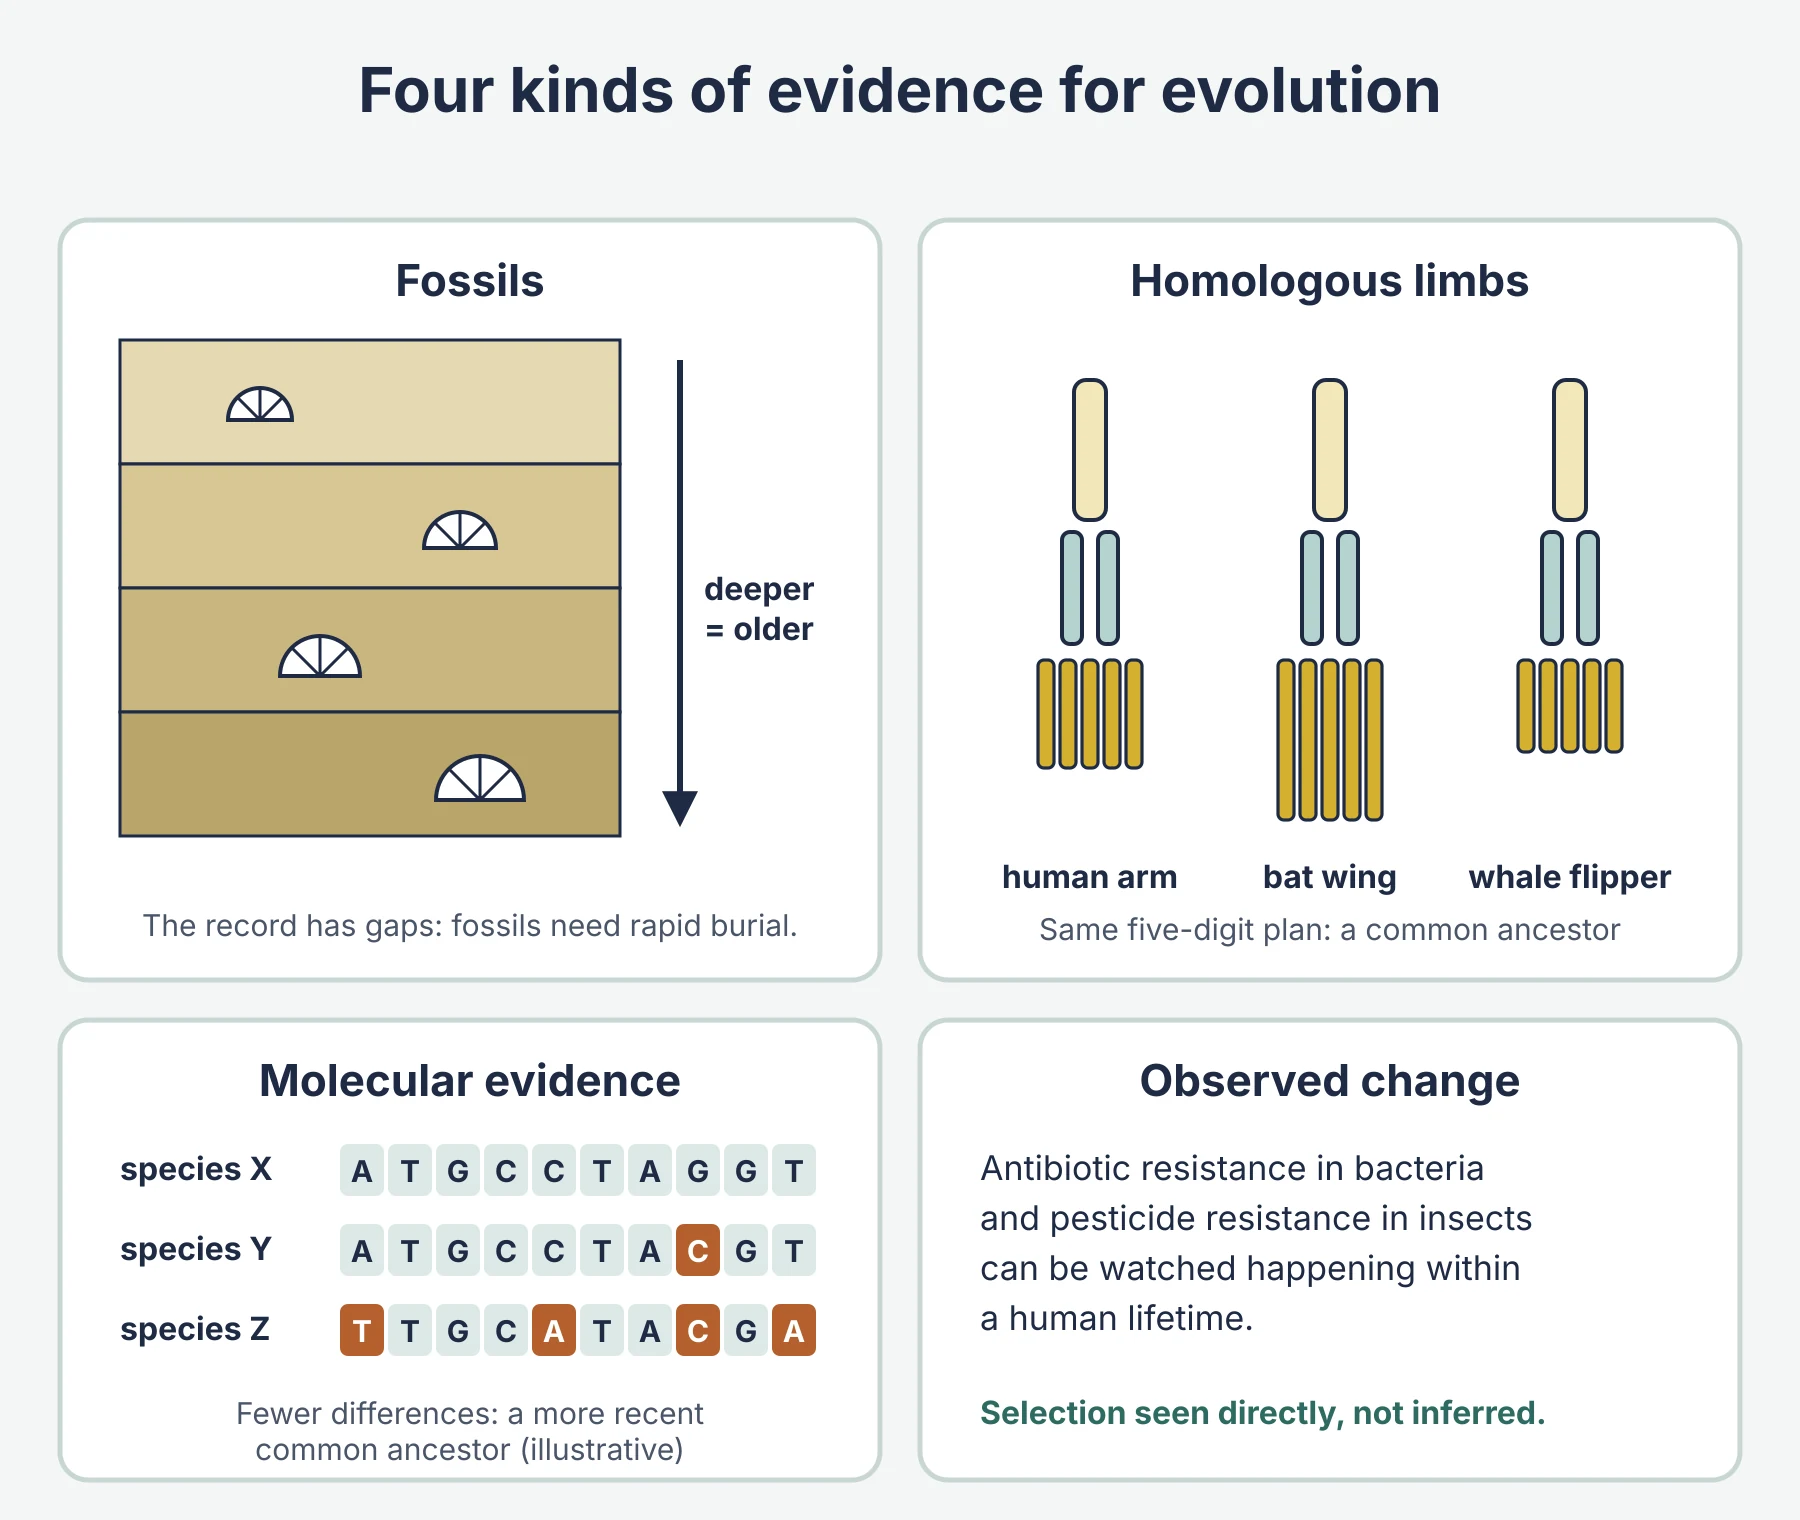 Four kinds of evidence for evolution
Fossils
deeper
= older
The record has gaps: fossils need rapid burial.
Homologous limbs
human arm
bat wing
whale flipper
Same five-digit plan: a common ancestor
Molecular evidence
species X A T G C C T A G G T
species Y A T G C C T A C G T
species Z T T G C A T A C G A
Fewer differences: a more recent
common ancestor (illustrative)
Observed change
Antibiotic resistance in bacteria
and pesticide resistance in insects
can be watched happening within
a human lifetime.
Selection seen directly, not inferred.